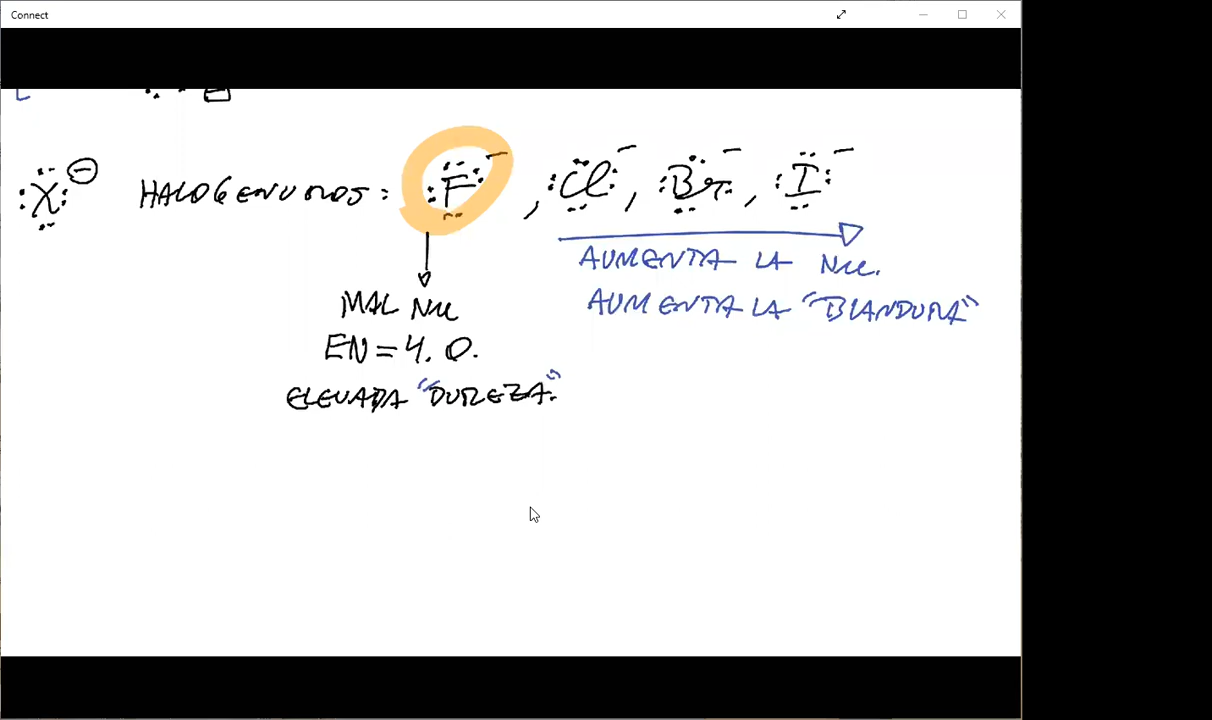 Connect
X⊖ HALOGENUROS: F⁻, Cl⁻, Br⁻, I⁻
AUMENTA LA Nu.
AUMENTA LA "BLANDURA"
MAL Nu
EN = 4.0.
ELEVADA "DUREZA."